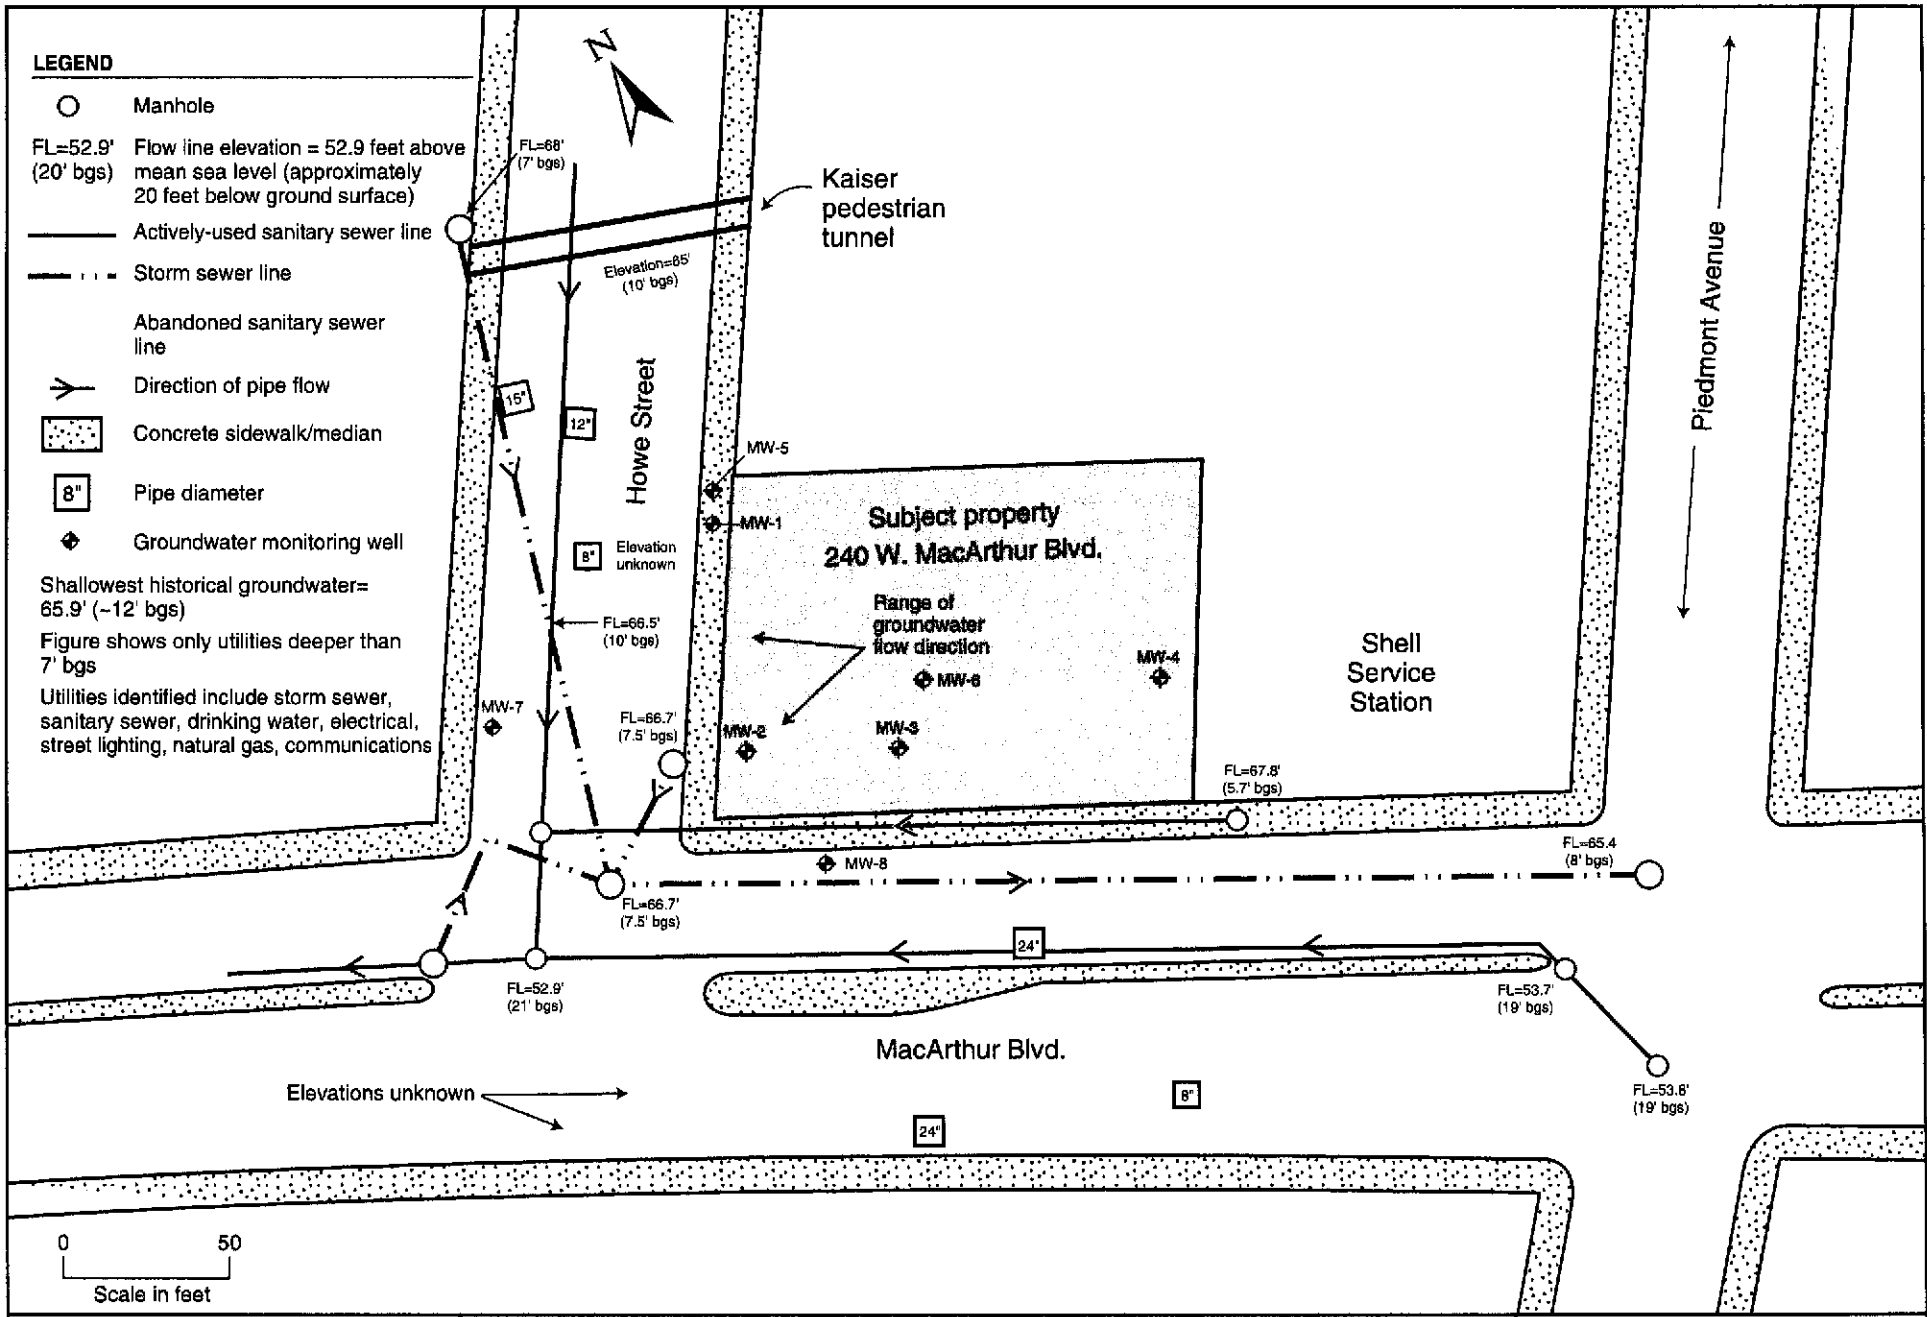 LEGEND
Manhole
FL=52.9'
(20' bgs)
Flow line elevation = 52.9 feet above
mean sea level (approximately
20 feet below ground surface)
Actively-used sanitary sewer line
Storm sewer line
Abandoned sanitary sewer
line
Direction of pipe flow
Concrete sidewalk/median
8"
Pipe diameter
Groundwater monitoring well
Shallowest historical groundwater=
65.9' (~12' bgs)
Figure shows only utilities deeper than
7' bgs
Utilities identified include storm sewer,
sanitary sewer, drinking water, electrical,
street lighting, natural gas, communications
N
FL=68'
(7' bgs)
Kaiser
pedestrian
tunnel
Elevation=65'
(10' bgs)
15"
12"
Howe Street
Piedmont Avenue
MW-5
MW-1
8"
Elevation
unknown
Subject property
240 W. MacArthur Blvd.
Range of
groundwater
flow direction
FL=66.5'
(10' bgs)
MW-6
MW-4
Shell
Service
Station
MW-7
FL=66.7'
(7.5' bgs)
MW-2
MW-3
FL=67.8'
(5.7' bgs)
MW-8
FL=65.4
(8' bgs)
FL=66.7'
(7.5' bgs)
24"
FL=52.9'
(21' bgs)
FL=53.7'
(19' bgs)
MacArthur Blvd.
Elevations unknown
8"
24"
FL=53.8'
(19' bgs)
0 50
Scale in feet